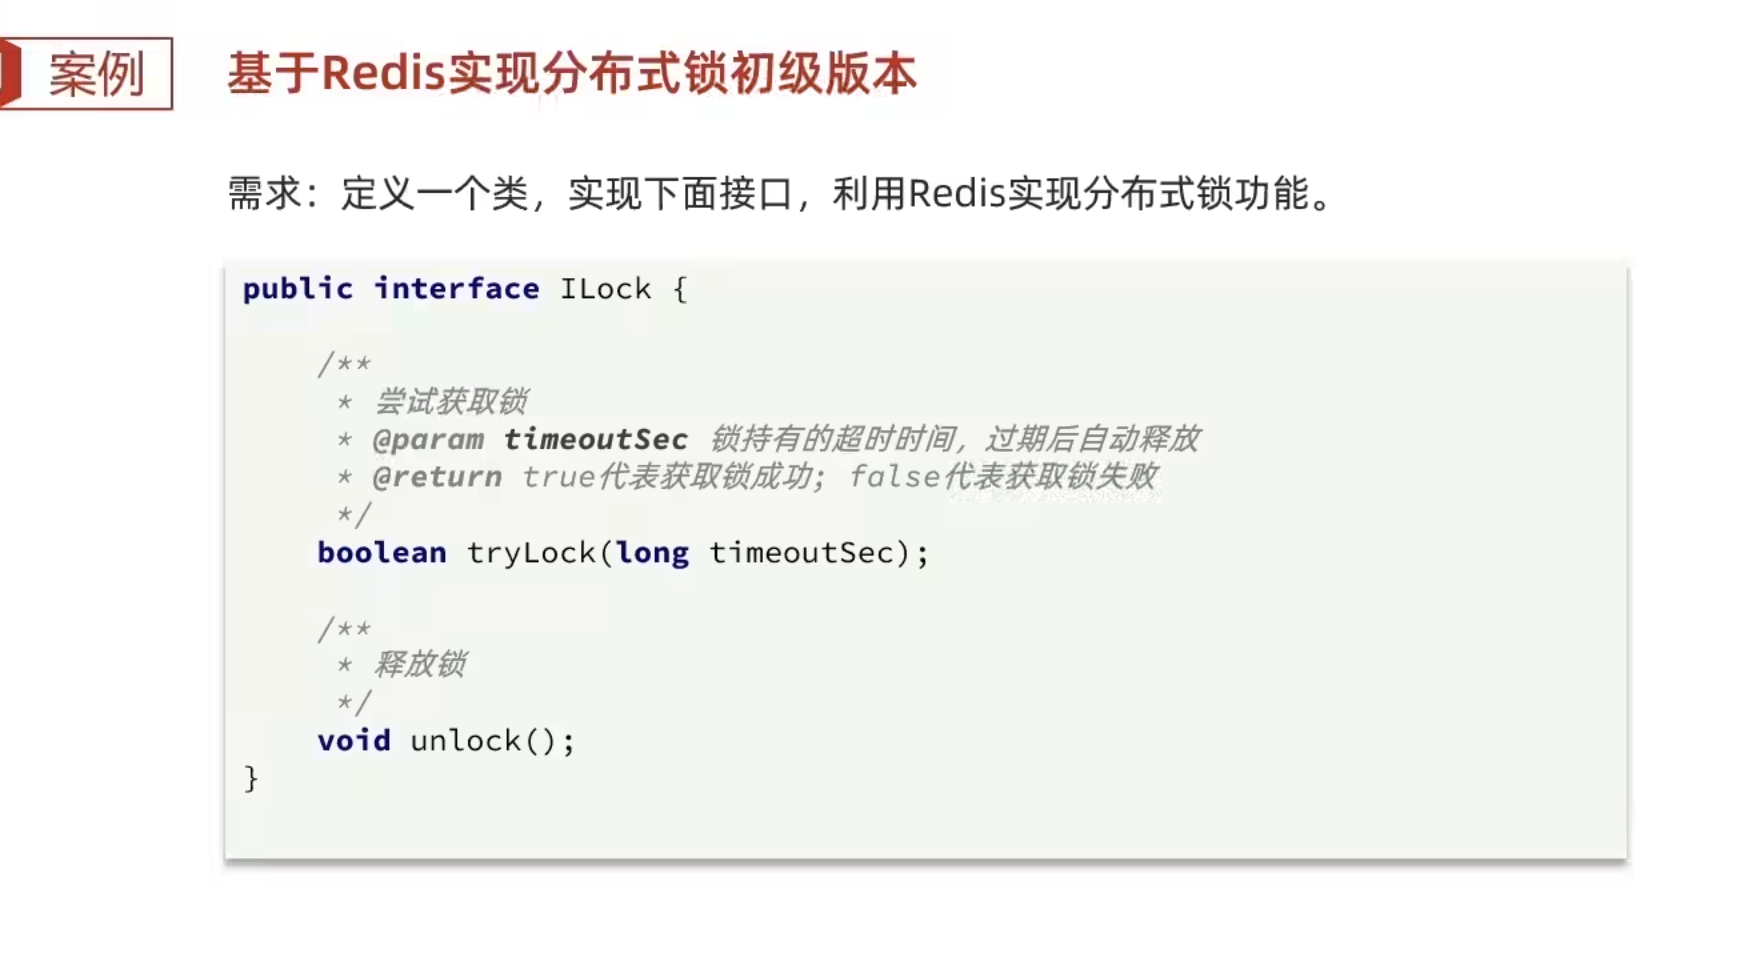 案例
基于Redis实现分布式锁初级版本
需求：定义一个类，实现下面接口，利用Redis实现分布式锁功能。
public interface ILock {
/**
* 尝试获取锁
* @param timeoutSec 锁持有的超时时间，过期后自动释放
* @return true代表获取锁成功; false代表获取锁失败
*/
boolean tryLock(long timeoutSec);
/**
* 释放锁
*/
void unlock();
}